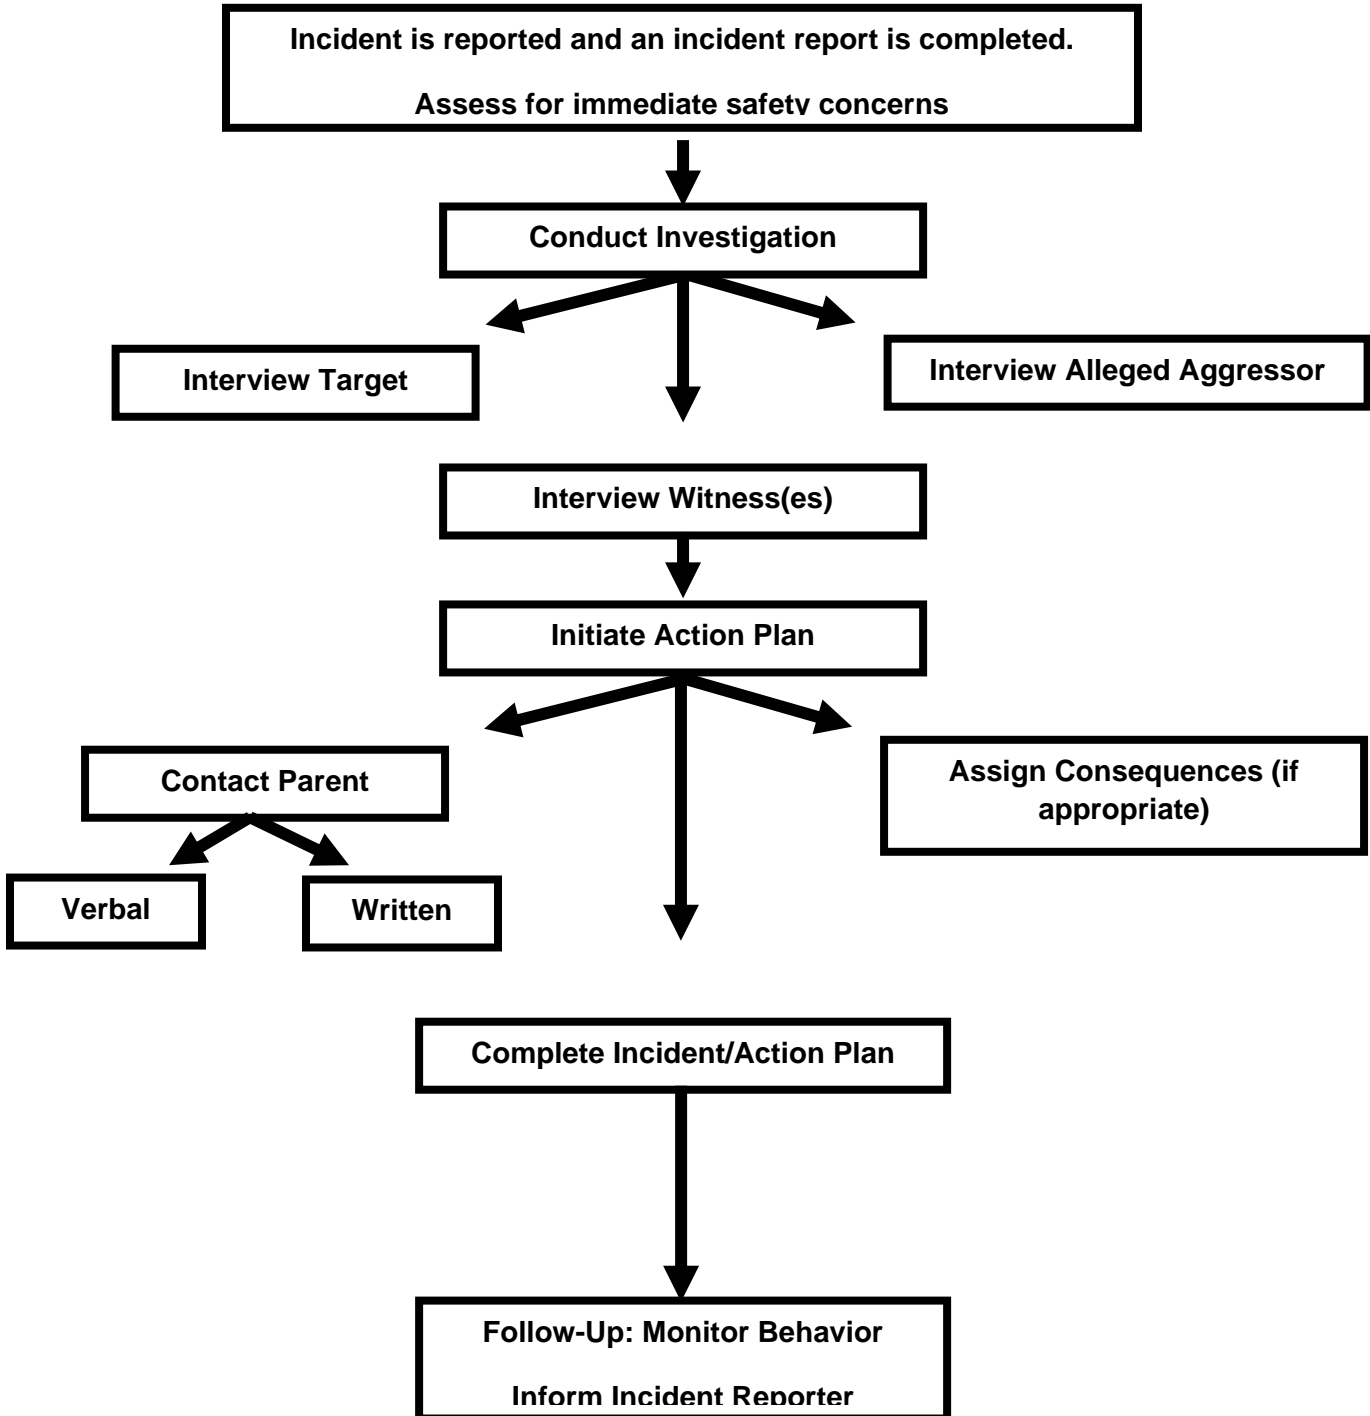 Incident is reported and an incident report is completed.
Assess for immediate safety concerns
Conduct Investigation
Interview Target
Interview Alleged Aggressor
Interview Witness(es)
Initiate Action Plan
Contact Parent
Assign Consequences (if
appropriate)
Verbal
Written
Complete Incident/Action Plan
Follow-Up: Monitor Behavior
Inform Incident Reporter